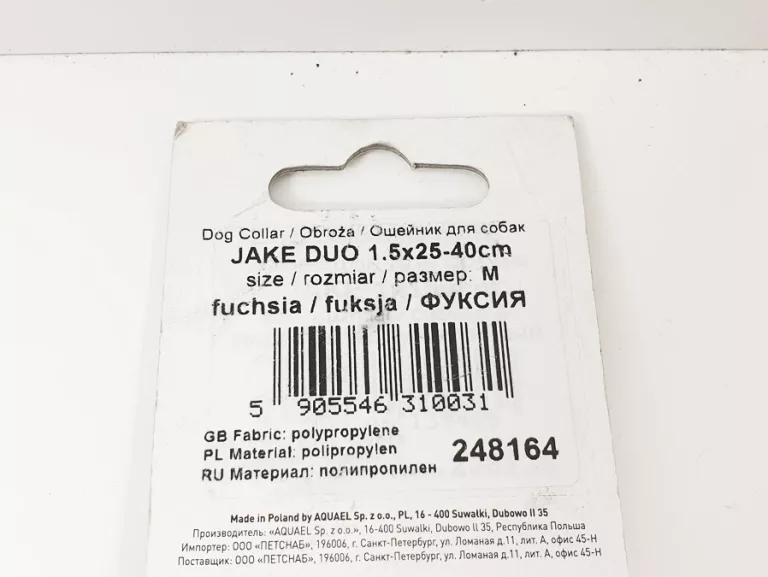 Dog Collar / Obroża / Ошейник для собак
JAKE DUO 1.5x25-40cm
size / rozmiar / размер: M
fuchsia / fuksja / ФУКСИЯ
5 905546 310031
GB Fabric: polypropylene
PL Materiał: polipropylen
RU Материал: полипропилен
248164
Made in Poland by AQUAEL Sp. z o.o., PL, 16 - 400 Suwałki, Dubowo II 35
Производитель: «AQUAEL Sp. z o.o.», 16-400 Suwałki, Dubowo II 35, Республика Польша
Импортер: ООО «ПЕТСНАБ», 196006, г. Санкт-Петербург, ул. Ломаная д.11, лит. А, офис 45-Н
Поставщик: ООО «ПЕТСНАБ», 196006, г. Санкт-Петербург, ул. Ломаная д.11, лит. А, офис 45-Н